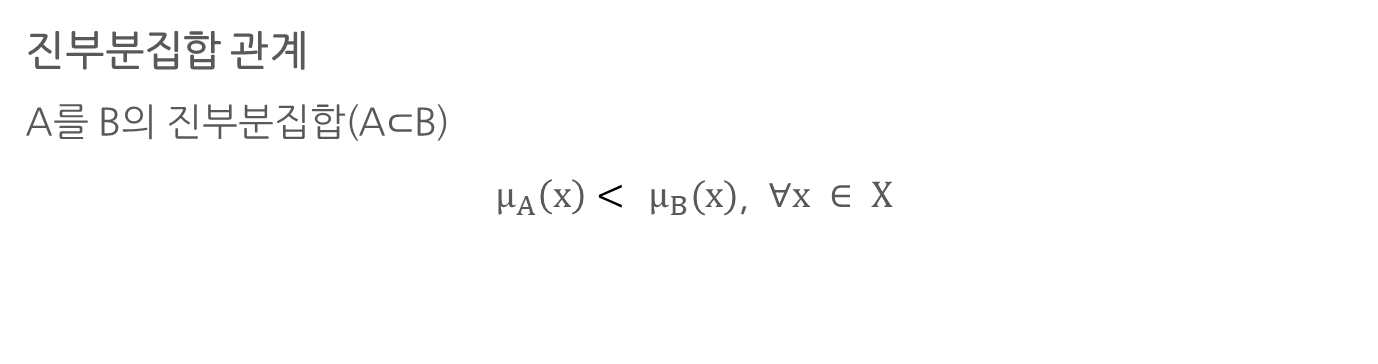 진부분집합 관계
A를 B의 진부분집합(A⊂B)
μA(x) < μB(x), ∀x ∈ X